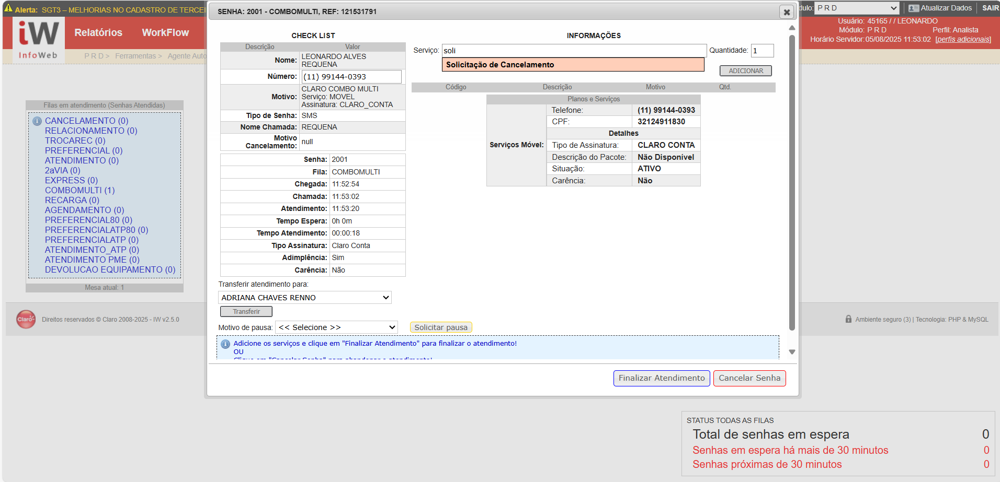 Alerta: SGT3 – MELHORIAS NO CADASTRO DE TERCEI
Módulo: P R D
Atualizar Dados
SAIR
iW
InfoWeb
Relatórios
WorkFlow
Usuário: 45165 / / LEONARDO
Módulo: P R D Perfil: Analista
Horário Servidor: 05/08/2025 11:53:02 [perfis adicionais]
P R D > Ferramentas > Agente Auto
Filas em atendimento (Senhas Atendidas)
CANCELAMENTO (0)
RELACIONAMENTO (0)
TROCAREC (0)
PREFERENCIAL (0)
ATENDIMENTO (0)
2aVIA (0)
EXPRESS (0)
COMBOMULTI (1)
RECARGA (0)
AGENDAMENTO (0)
PREFERENCIAL80 (0)
PREFERENCIALATP80 (0)
PREFERENCIALATP (0)
ATENDIMENTO_ATP (0)
ATENDIMENTO PME (0)
DEVOLUCAO EQUIPAMENTO (0)
Mesa atual: 1
SENHA: 2001 - COMBOMULTI, REF: 121531791
CHECK LIST
Descrição Valor
Nome: LEONARDO ALVES
REQUENA
Número: (11) 99144-0393
Motivo: CLARO COMBO MULTI
Serviço: MOVEL
Assinatura: CLARO_CONTA
Tipo de Senha: SMS
Nome Chamada: REQUENA
Motivo
Cancelamento: null
Senha: 2001
Fila: COMBOMULTI
Chegada: 11:52:54
Chamada: 11:53:02
Atendimento: 11:53:20
Tempo Espera: 0h 0m
Tempo Atendimento: 00:00:18
Tipo Assinatura: Claro Conta
Adimplência: Sim
Carência: Não
Transferir atendimento para:
ADRIANA CHAVES RENNO
Transferir
Motivo de pausa: << Selecione >> Solicitar pausa
INFORMAÇÕES
Serviço: soli Quantidade: 1
Solicitação de Cancelamento
ADICIONAR
Código Descrição Motivo Qtd.
Planos e Serviços
Serviços Móvel:
Telefone: (11) 99144-0393
CPF: 32124911830
Detalhes
Tipo de Assinatura: CLARO CONTA
Descrição do Pacote: Não Disponível
Situação: ATIVO
Carência: Não
Adicione os serviços e clique em "Finalizar Atendimento" para finalizar o atendimento!
OU
Clique em "Cancelar Senha" para abandonar o atendimento!
Finalizar Atendimento
Cancelar Senha
Claro
Direitos reservados © Claro 2008-2025 - IW v2.5.0
Ambiente seguro (3) | Tecnologia: PHP & MySQL
STATUS TODAS AS FILAS
Total de senhas em espera 0
Senhas em espera há mais de 30 minutos 0
Senhas próximas de 30 minutos 0